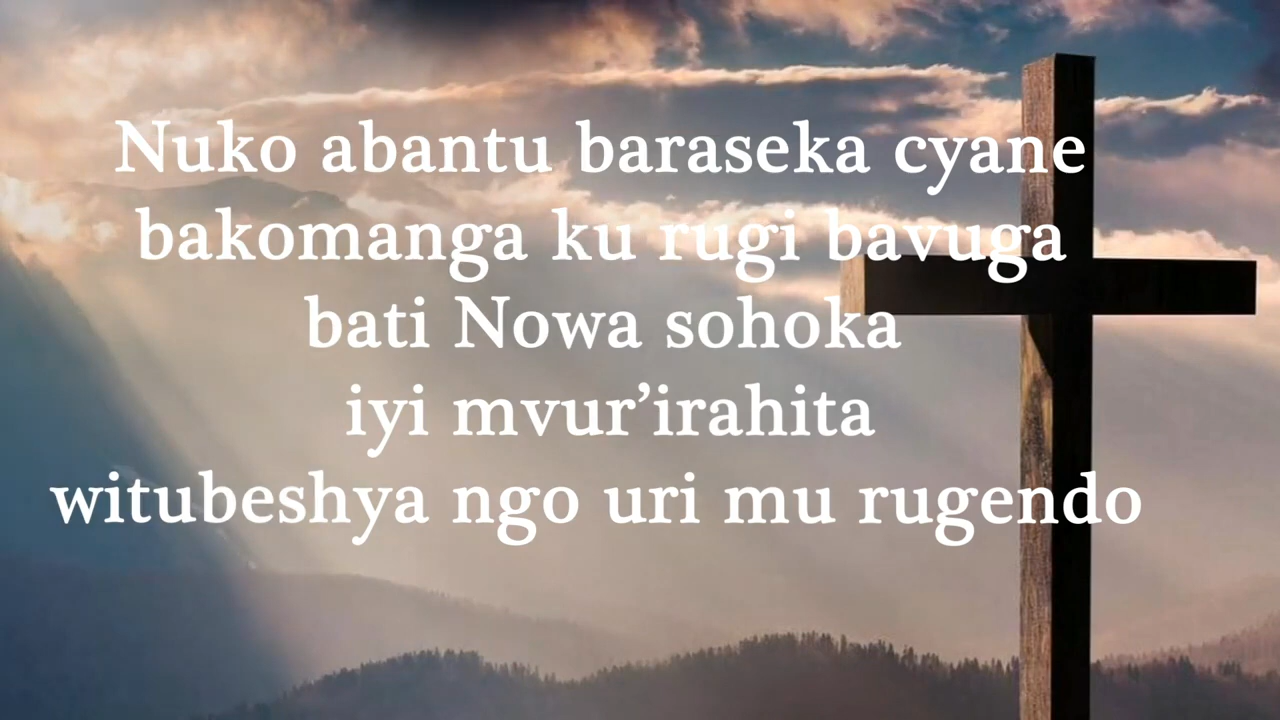 Nuko abantu baraseka cyane
bakomanga ku rugi bavuga
bati Nowa sohoka
iyi mvur’irahita
witubeshya ngo uri mu rugendo